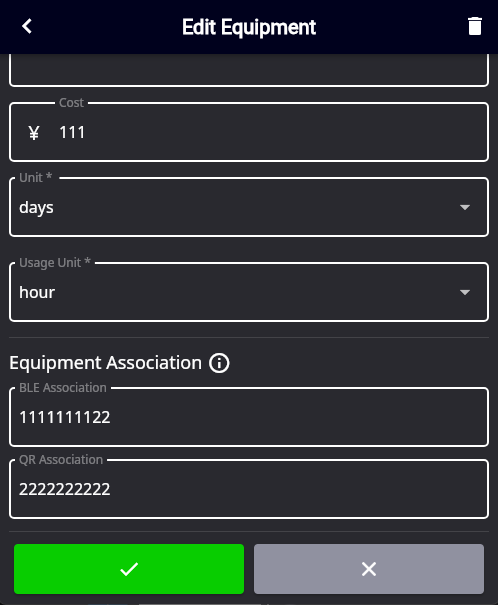 Edit Equipment
Cost
¥ 111
Unit *
days
Usage Unit *
hour
Equipment Association
BLE Association
1111111122
QR Association
2222222222